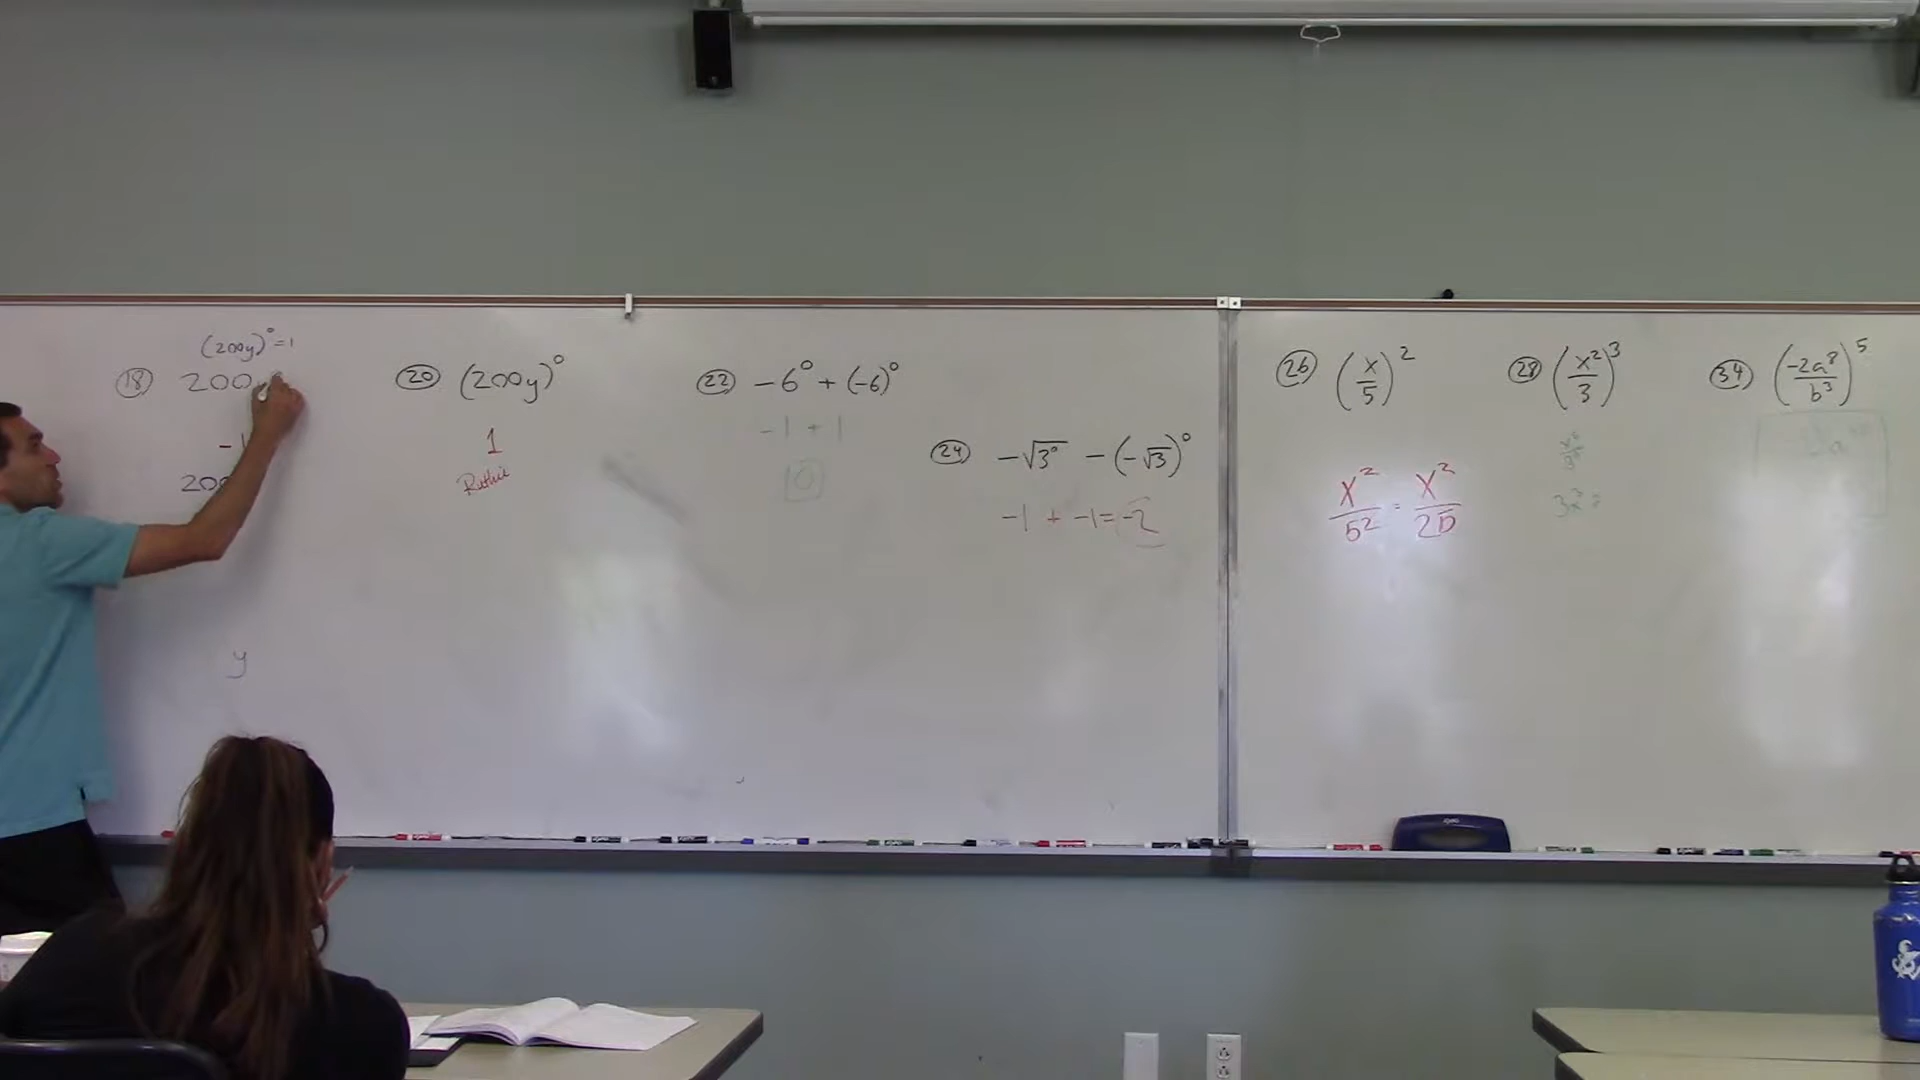 (200y)⁰ = 1
(18) 200y
-1
200
y
(20) (200y)⁰
1
Ruthie
(22) -6⁰ + (-6)⁰
-1 + 1
0
(24) -√3⁰ - (-√3)⁰
-1 + -1 = -2
(26) (x/5)²
x²/5² = x²/25
(28) (x²/3)³
(34) (-2a⁸/b³)⁵